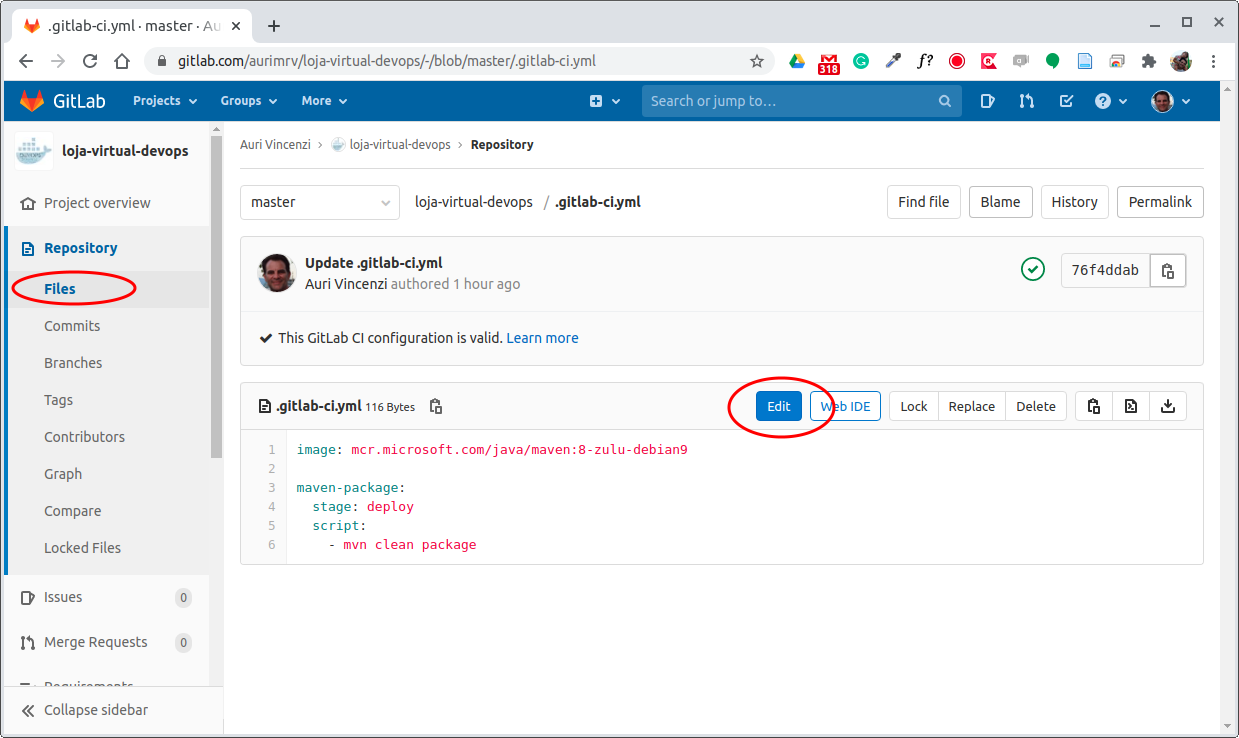 .gitlab-ci.yml · master · Au
gitlab.com/aurimrv/loja-virtual-devops/-/blob/master/.gitlab-ci.yml
318
f?
GitLab Projects Groups More Search or jump to...
loja-virtual-devops
Project overview
Repository
Files
Commits
Branches
Tags
Contributors
Graph
Compare
Locked Files
Issues 0
Merge Requests 0
Requirements
Collapse sidebar
Auri Vincenzi > loja-virtual-devops > Repository
master loja-virtual-devops / .gitlab-ci.yml Find file Blame History Permalink
Update .gitlab-ci.yml
Auri Vincenzi authored 1 hour ago
76f4ddab
This GitLab CI configuration is valid. Learn more
.gitlab-ci.yml 116 Bytes Edit Web IDE Lock Replace Delete
1 image: mcr.microsoft.com/java/maven:8-zulu-debian9
2
3 maven-package:
4 stage: deploy
5 script:
6 - mvn clean package